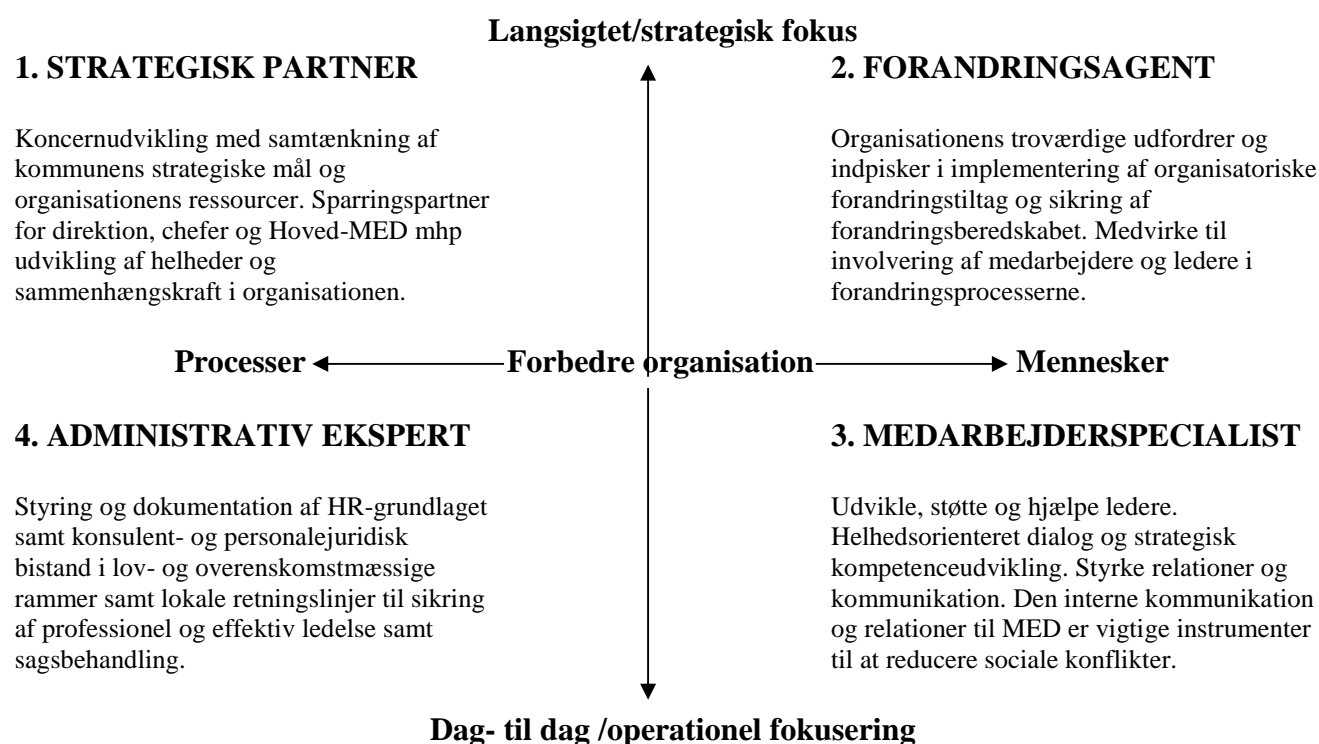 Langsigtet/strategisk fokus
1. STRATEGISK PARTNER
Koncernudvikling med samtænkning af
kommunens strategiske mål og
organisationens ressourcer. Sparringspartner
for direktion, chefer og Hoved-MED mhp
udvikling af helheder og
sammenhængskraft i organisationen.
2. FORANDRINGSAGENT
Organisationens troværdige udfordrer og
indpisker i implementering af organisatoriske
forandringstiltag og sikring af
forandringsberedskabet. Medvirke til
involvering af medarbejdere og ledere i
forandringsprocesserne.
Processer Forbedre organisation Mennesker
4. ADMINISTRATIV EKSPERT
Styring og dokumentation af HR-grundlaget
samt konsulent- og personalejuridisk
bistand i lov- og overenskomstmæssige
rammer samt lokale retningslinjer til sikring
af professionel og effektiv ledelse samt
sagsbehandling.
3. MEDARBEJDERSPECIALIST
Udvikle, støtte og hjælpe ledere.
Helhedsorienteret dialog og strategisk
kompetenceudvikling. Styrke relationer og
kommunikation. Den interne kommunikation
og relationer til MED er vigtige instrumenter
til at reducere sociale konflikter.
Dag- til dag /operationel fokusering